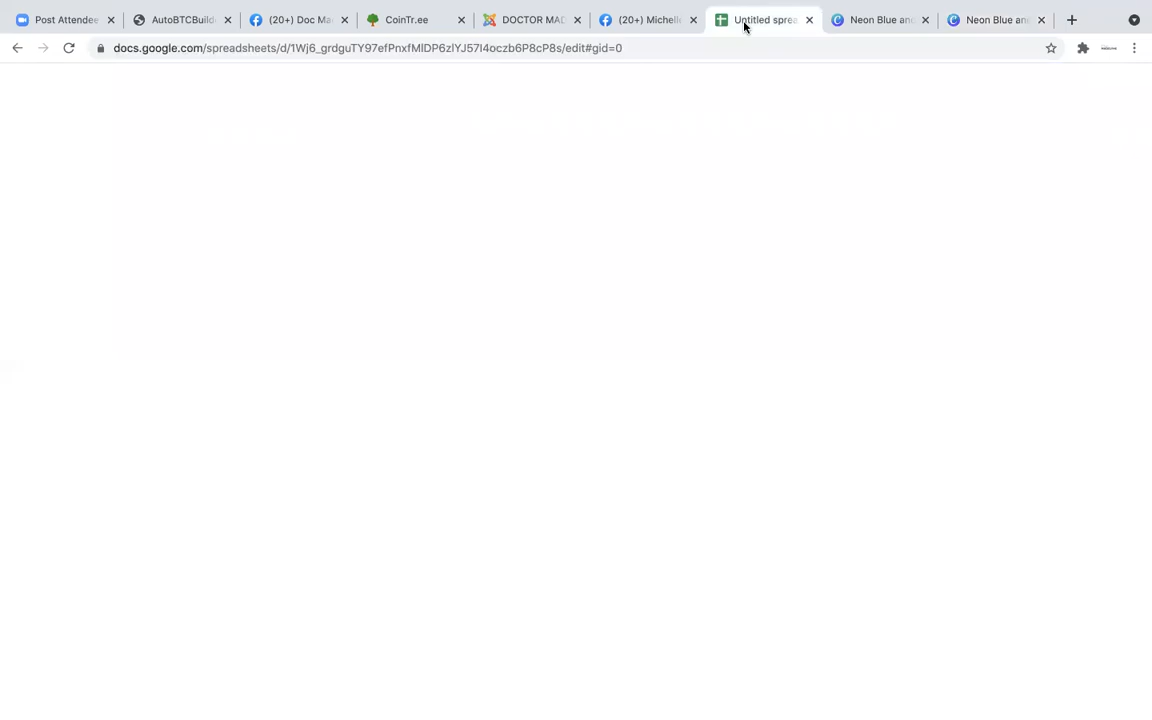 Post Attendee
AutoBTCBuild
(20+) Doc Ma
CoinTr.ee
DOCTOR MAD
(20+) Michelle
Untitled sprea
Neon Blue an
Neon Blue an
docs.google.com/spreadsheets/d/1Wj6_grdguTY97efPnxfMlDP6zlYJ57I4oczb6P8cP8s/edit#gid=0